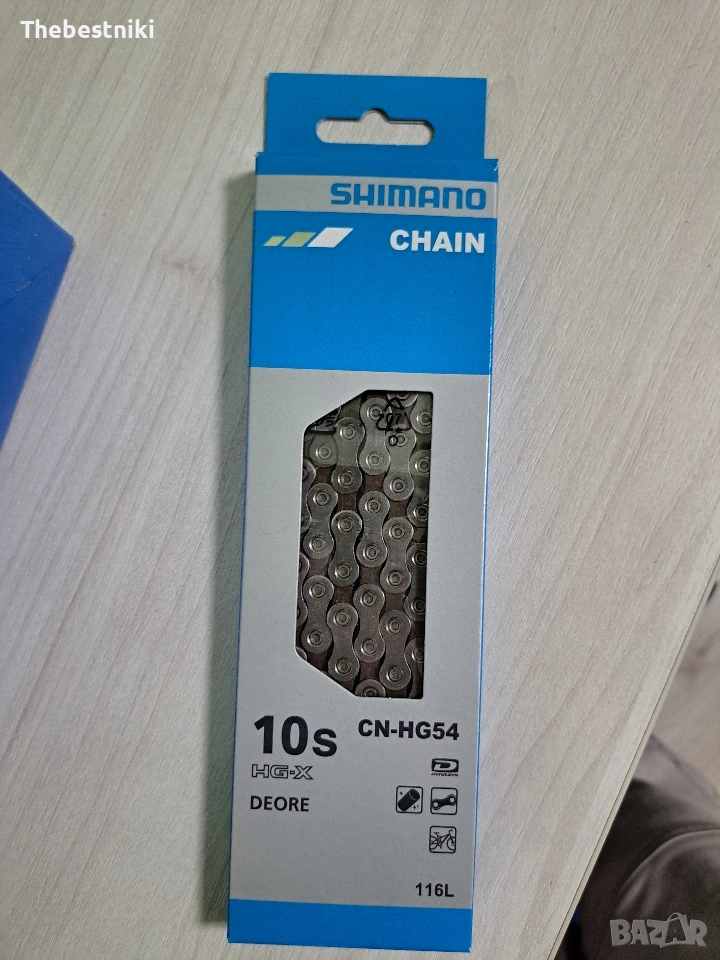 Thebestniki
SHIMANO
CHAIN
10s
CN-HG54
HG-X
DEORE
116L
BAZAR